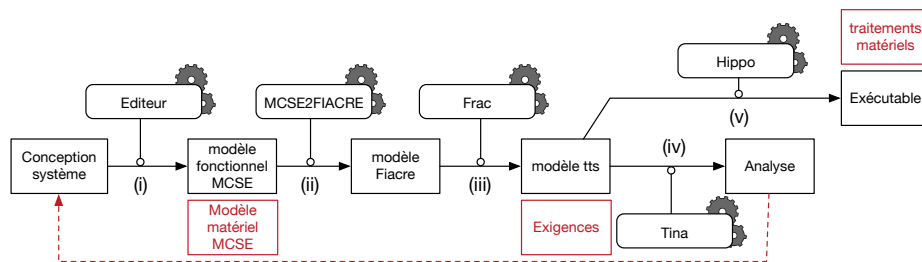 traitements
matériels
Hippo
Editeur
MCSE2FIACRE
Frac
Exécutable
(v)
Conception
système
(i)
modèle
fonctionnel
MCSE
(ii)
modèle
Fiacre
(iii)
modèle tts
(iv)
Analyse
Modèle
matériel
MCSE
Exigences
Tina